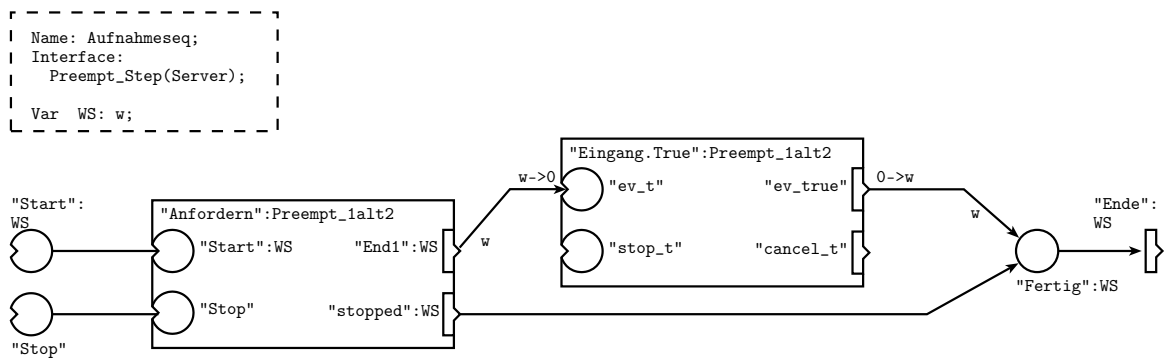 Name: Aufnahmeseq;
Interface:
Preempt_Step(Server);
Var WS: w;
"Eingang.True":Preempt_1alt2
w->0
"ev_t"
"ev_true"
0->w
"Start":
WS
"Anfordern":Preempt_1alt2
w
"Ende":
WS
"Start":WS
"End1":WS
w
"stop_t"
"cancel_t"
"Fertig":WS
"Stop"
"stopped":WS
"Stop"